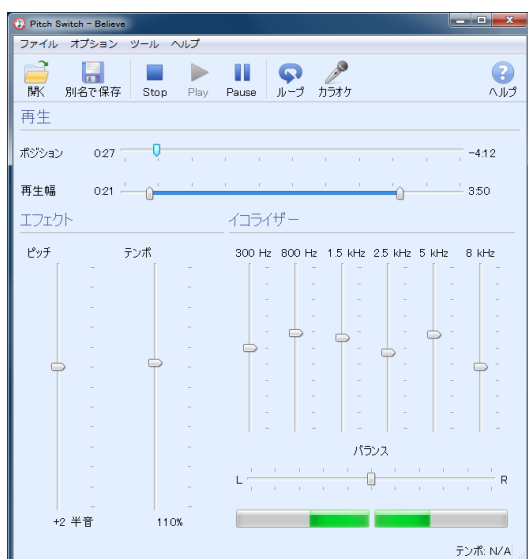 Pitch Switch - Believe
ファイル オプション ツール ヘルプ
開く 別名で保存 Stop Play Pause ループ カラオケ ヘルプ
再生
ポジション 0:27 -4:12
再生幅 0:21 3:50
エフェクト イコライザー
ピッチ テンポ 300 Hz 800 Hz 1.5 kHz 2.5 kHz 5 kHz 8 kHz
バランス
L R
+2 半音 110%
テンポ: N/A